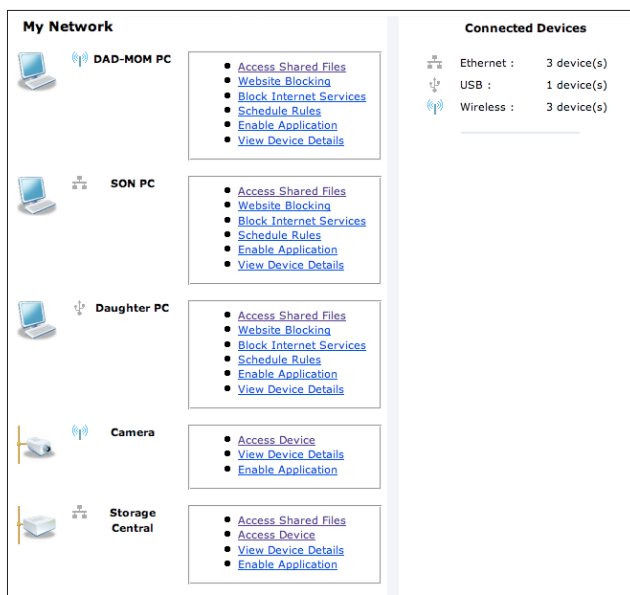 My Network
DAD-MOM PC
Access Shared Files
Website Blocking
Block Internet Services
Schedule Rules
Enable Application
View Device Details
SON PC
Access Shared Files
Website Blocking
Block Internet Services
Schedule Rules
Enable Application
View Device Details
Daughter PC
Access Shared Files
Website Blocking
Block Internet Services
Schedule Rules
Enable Application
View Device Details
Camera
Access Device
View Device Details
Enable Application
Storage
Central
Access Shared Files
Access Device
View Device Details
Enable Application
Connected Devices
Ethernet : 3 device(s)
USB : 1 device(s)
Wireless : 3 device(s)